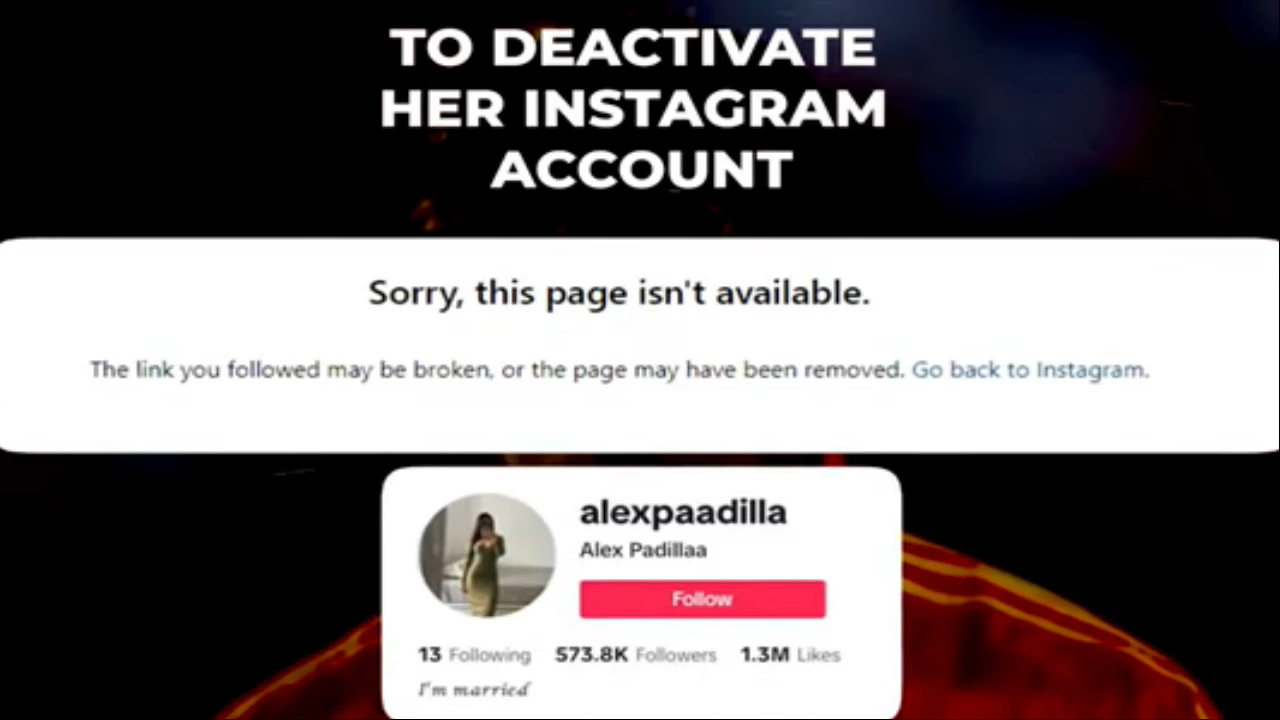 TO DEACTIVATE
HER INSTAGRAM
ACCOUNT
Sorry, this page isn't available.
The link you followed may be broken, or the page may have been removed. Go back to Instagram.
alexpaadilla
Alex Padillaa
Follow
13 Following 573.8K Followers 1.3M Likes
I'm married